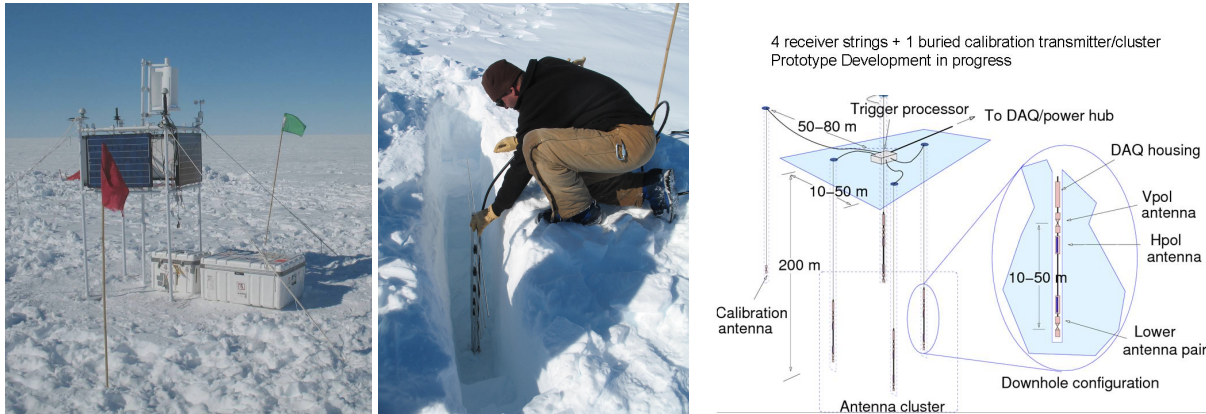 4 receiver strings + 1 buried calibration transmitter/cluster
Prototype Development in progress
Trigger processor
50-80 m
To DAQ/power hub
DAQ housing
10-50 m
Vpol
antenna
Hpol
antenna
10-50 m
200 m
Calibration
antenna
Lower
antenna pair
Downhole configuration
Antenna cluster